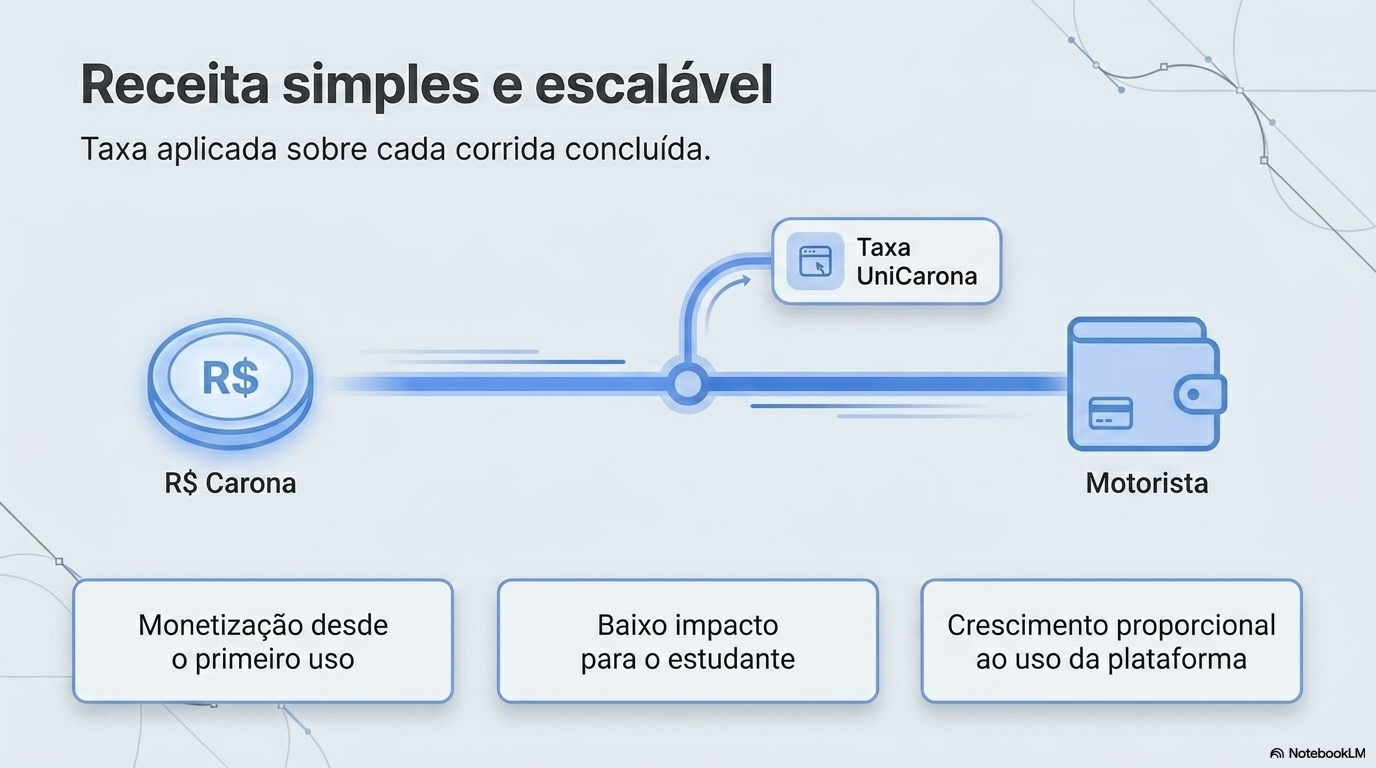 Receita simples e escalável
Taxa aplicada sobre cada corrida concluída.
Taxa
UniCarona
R$
R$ Carona
Motorista
Monetização desde
o primeiro uso
Baixo impacto
para o estudante
Crescimento proporcional
ao uso da plataforma
NotebookLM